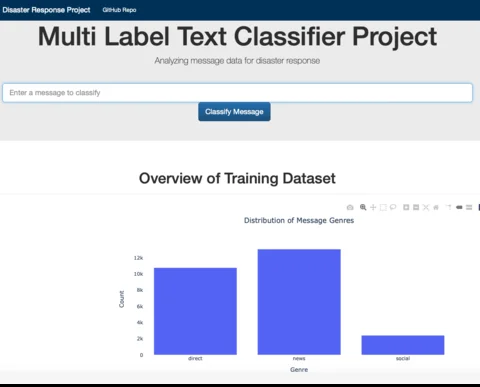 Disaster Response Project GitHub Repo
Multi Label Text Classifier Project
Analyzing message data for disaster response
Enter a message to classify
Classify Message
Overview of Training Dataset
Distribution of Message Genres
12k
10k
8k
6k
4k
2k
0
Count
direct news social
Genre